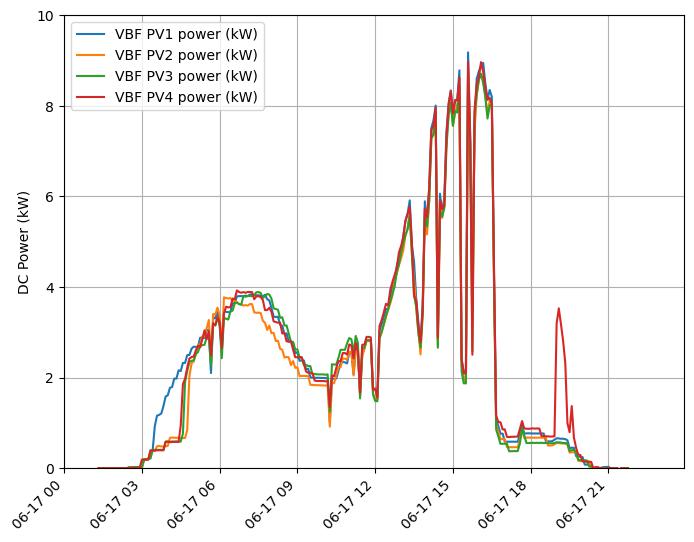 10
VBF PV1 power (kW)
VBF PV2 power (kW)
VBF PV3 power (kW)
VBF PV4 power (kW)
8
6
DC Power (kW)
4
2
0
06-17 00
06-17 03
06-17 06
06-17 09
06-17 12
06-17 15
06-17 18
06-17 21